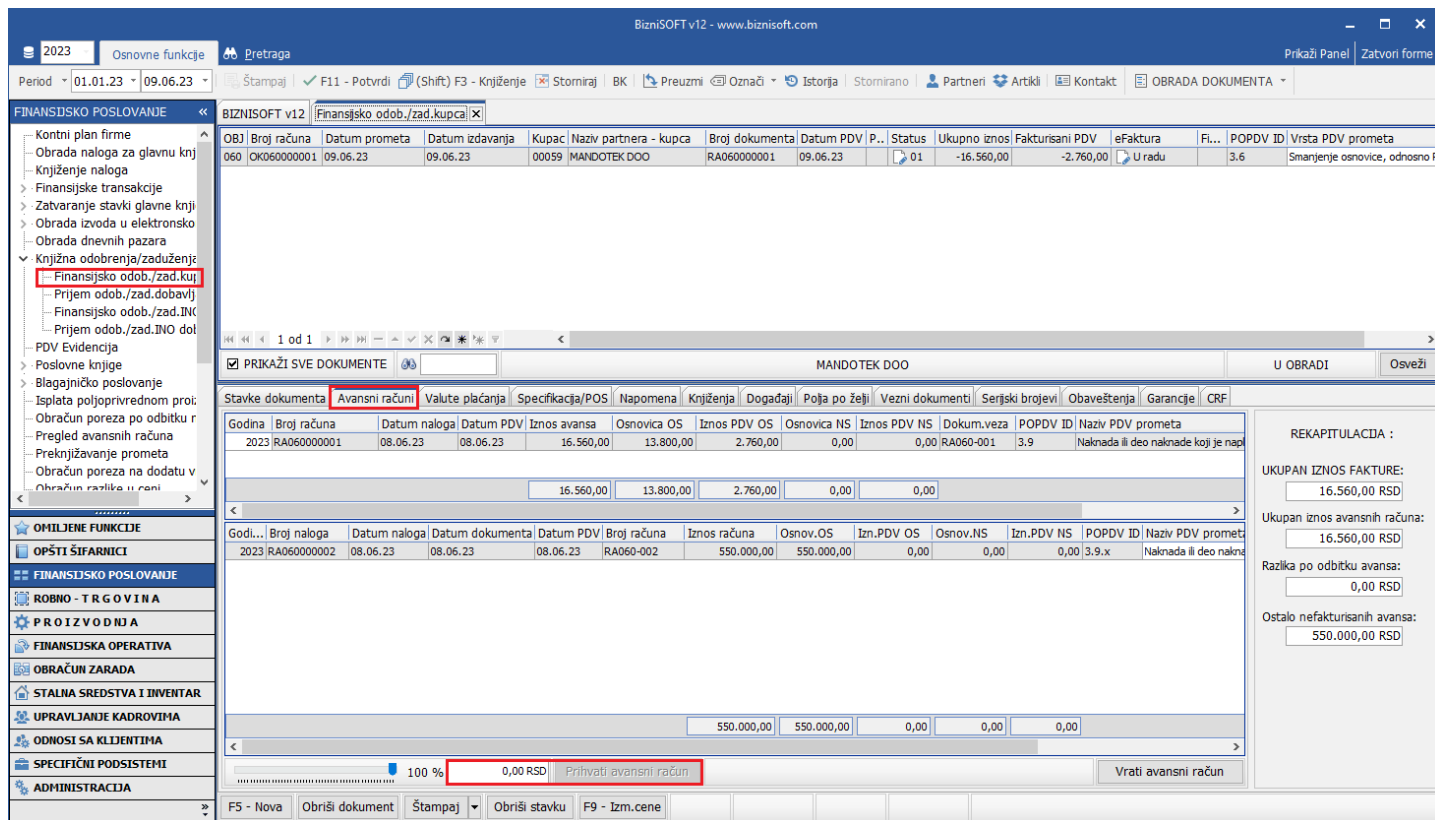 BizniSOFT v12 - www.biznisoft.com
2023 Osnovne funkcije Pretraga Prikaži Panel Zatvori forme
Period 01.01.23 09.06.23 Štampaj F11 - Potvrdi (Shift) F3 - Knjiženje Storniraj BK Preuzmi Označi Istorija Stornirano Partneri Artikli Kontakt OBRADA DOKUMENTA
FINANSIJSKO POSLOVANJE «
Kontni plan firme
Obrada naloga za glavnu knj
Knjiženje naloga
Finansijske transakcije
Zatvaranje stavki glavne knji
Obrada izvoda u elektronsko
Obrada dnevnih pazara
Knjižna odobrenja/zaduženja
Finansijsko odob./zad.kup
Prijem odob./zad.dobavlj
Finansijsko odob./zad.INO
Prijem odob./zad.INO dob
PDV Evidencija
Poslovne knjige
Blagajničko poslovanje
Isplata poljoprivrednom proi:
Obračun poreza po odbitku r
Pregled avansnih računa
Preknjižavanje prometa
Obračun poreza na dodatu v
Obračun razlike u ceni
OMILJENE FUNKCIJE
OPŠTI ŠIFARNICI
FINANSIJSKO POSLOVANJE
ROBNO - T R G O V I N A
P R O I Z V O D NJ A
FINANSIJSKA OPERATIVA
OBRAČUN ZARADA
STALNA SREDSTVA I INVENTAR
UPRAVLJANJE KADROVIMA
ODNOSI SA KLIJENTIMA
SPECIFIČNI PODSISTEMI
ADMINISTRACIJA
»
BIZNISOFT v12 Finansijsko odob./zad.kupca
OBJ Broj računa Datum prometa Datum izdavanja Kupac Naziv partnera - kupca Broj dokumenta Datum PDV P... Status Ukupno iznos Fakturisani PDV eFaktura Fi... POPDV ID Vrsta PDV prometa
060 OK060000001 09.06.23 09.06.23 00059 MANDOTEK DOO RA060000001 09.06.23 01 -16.560,00 -2.760,00 U radu 3.6 Smanjenje osnovice, odnosno P
1 od 1
PRIKAŽI SVE DOKUMENTE MANDOTEK DOO U OBRADI Osveži
Stavke dokumenta Avansni računi Valute plaćanja Specifikacija/POS Napomena Knjiženja Događaji Polja po želji Vezni dokumenti Serijski brojevi Obaveštenja Garancije CRF
Godina Broj računa Datum naloga Datum PDV Iznos avansa Osnovica OS Iznos PDV OS Osnovica NS Iznos PDV NS Dokum.veza POPDV ID Naziv PDV prometa
2023 RA060000001 08.06.23 08.06.23 16.560,00 13.800,00 2.760,00 0,00 0,00 RA060-001 3.9 Naknada ili deo naknade koji je napl
16.560,00 13.800,00 2.760,00 0,00 0,00
Godi... Broj naloga Datum naloga Datum dokumenta Datum PDV Broj računa Iznos računa Osnov.OS Izn.PDV OS Osnov.NS Izn.PDV NS POPDV ID Naziv PDV prometa
2023 RA060000002 08.06.23 08.06.23 08.06.23 RA060-002 550.000,00 550.000,00 0,00 0,00 0,00 3.9.x Naknada ili deo nakna
550.000,00 550.000,00 0,00 0,00 0,00
100 % 0,00 RSD Prihvati avansni račun Vrati avansni račun
REKAPITULACIJA :
UKUPAN IZNOS FAKTURE:
16.560,00 RSD
Ukupan iznos avansnih računa:
16.560,00 RSD
Razlika po odbitku avansa:
0,00 RSD
Ostalo nefakturisanih avansa:
550.000,00 RSD
F5 - Nova Obriši dokument Štampaj Obriši stavku F9 - Izm.cene